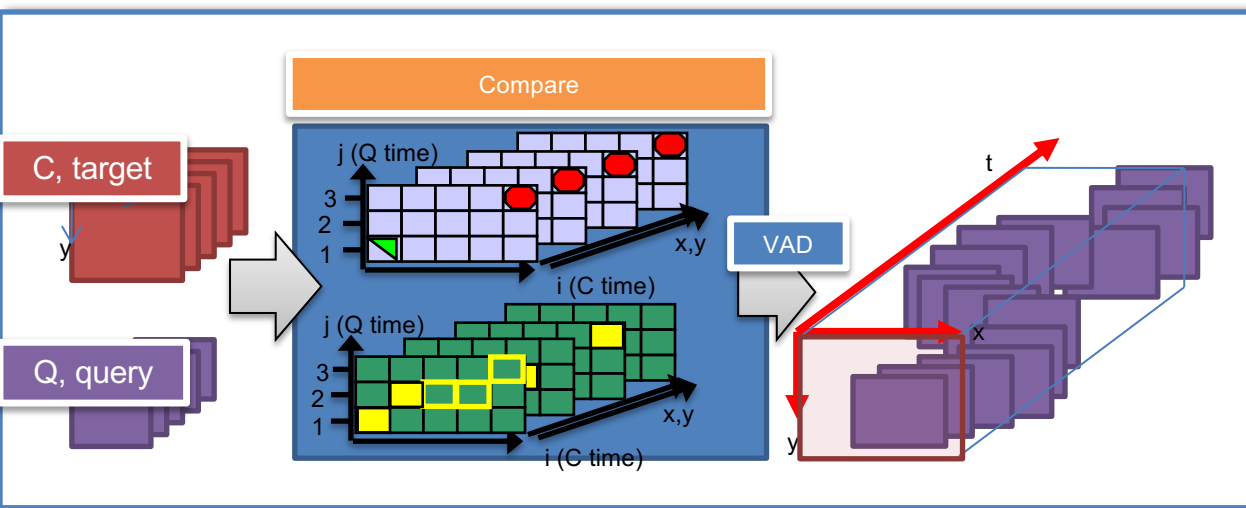 Compare
C, target
y
j (Q time)
3
2
1
x,y
i (C time)
VAD
t
x
y
Q, query
j (Q time)
3
2
1
x,y
i (C time)